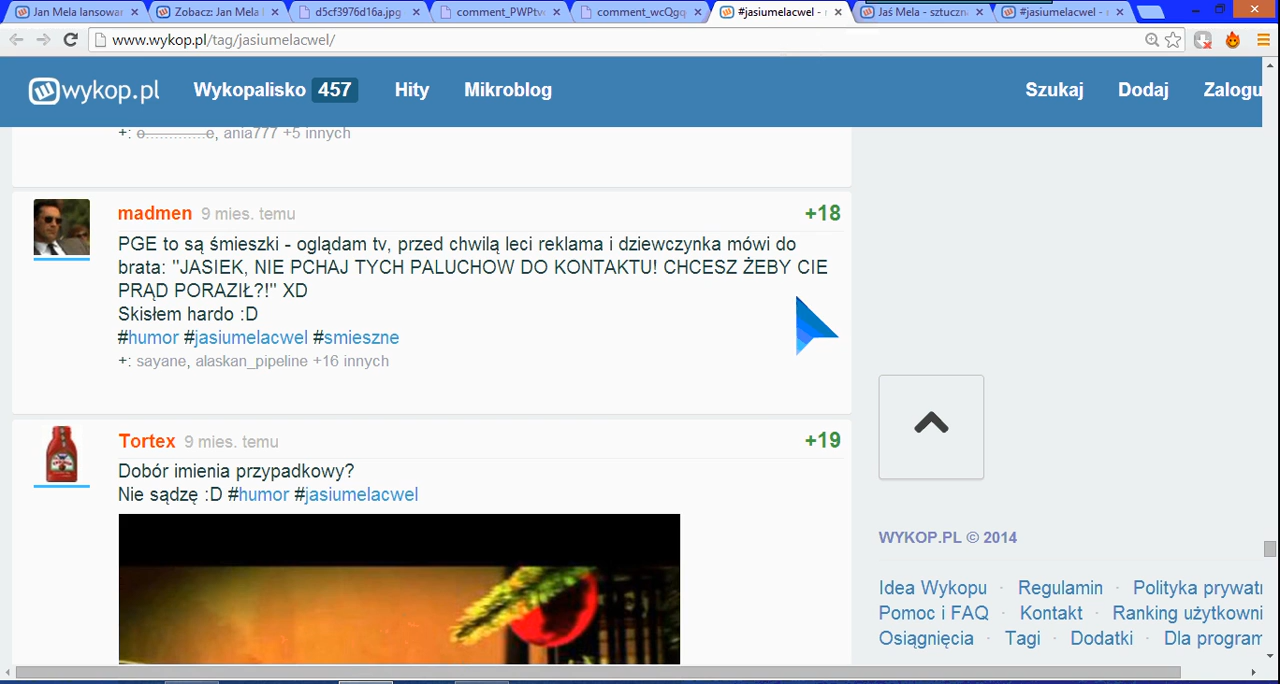 Jan Mela lansowar
Zobacz: Jan Mela l
d5cf3976d16a.jpg
comment_PWPtv
comment_wcQgq
#jasiumelacwel - r
Jaś Mela - sztuczn
#jasiumelacwel - r
www.wykop.pl/tag/jasiumelacwel/
wykop.pl Wykopalisko 457 Hity Mikroblog Szukaj Dodaj Zalogu
+: o.............o, ania777 +5 innych
madmen 9 mies. temu +18
PGE to są śmieszki - oglądam tv, przed chwilą leci reklama i dziewczynka mówi do
brata: "JASIEK, NIE PCHAJ TYCH PALUCHOW DO KONTAKTU! CHCESZ ŻEBY CIE
PRĄD PORAZIŁ?!" XD
Skisłem hardo :D
#humor #jasiumelacwel #smieszne
+: sayane, alaskan_pipeline +16 innych
Tortex 9 mies. temu +19
Dobór imienia przypadkowy?
Nie sądzę :D #humor #jasiumelacwel
WYKOP.PL © 2014
Idea Wykopu · Regulamin · Polityka prywatn
Pomoc i FAQ · Kontakt · Ranking użytkowni
Osiągnięcia · Tagi · Dodatki · Dla program